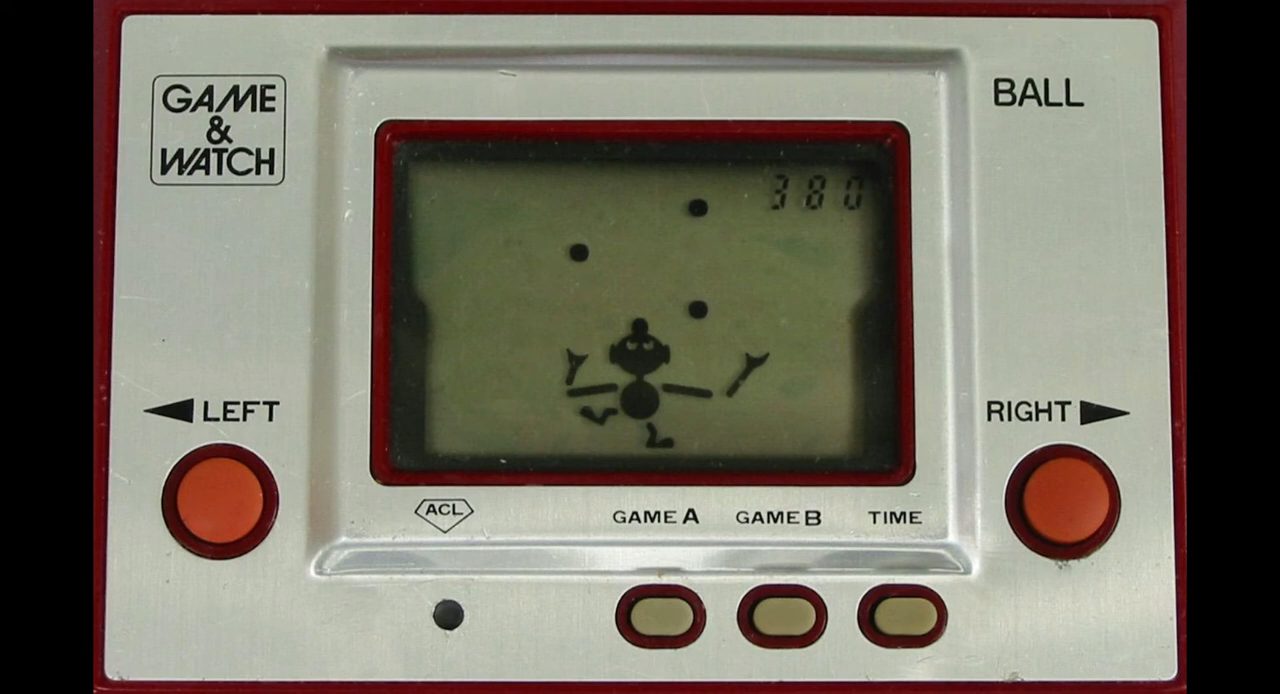 GAME
&
WATCH
BALL
380
◀ LEFT
RIGHT ▶
ACL
GAME A
GAME B
TIME